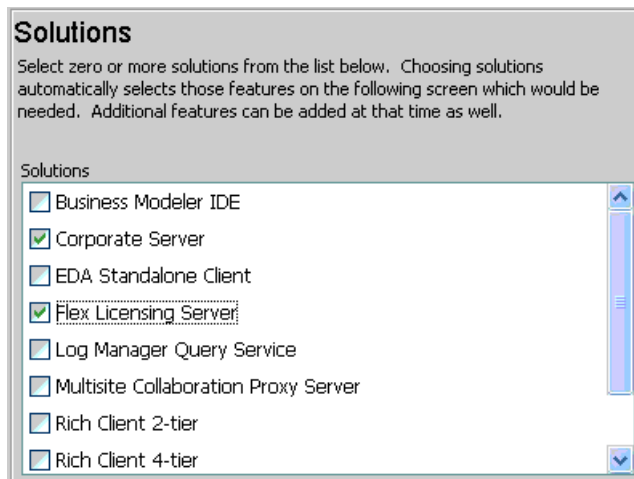 Solutions
Select zero or more solutions from the list below.  Choosing solutions
automatically selects those features on the following screen which would be
needed.  Additional features can be added at that time as well.
Solutions
Business Modeler IDE
Corporate Server
EDA Standalone Client
Flex Licensing Server
Log Manager Query Service
Multisite Collaboration Proxy Server
Rich Client 2-tier
Rich Client 4-tier